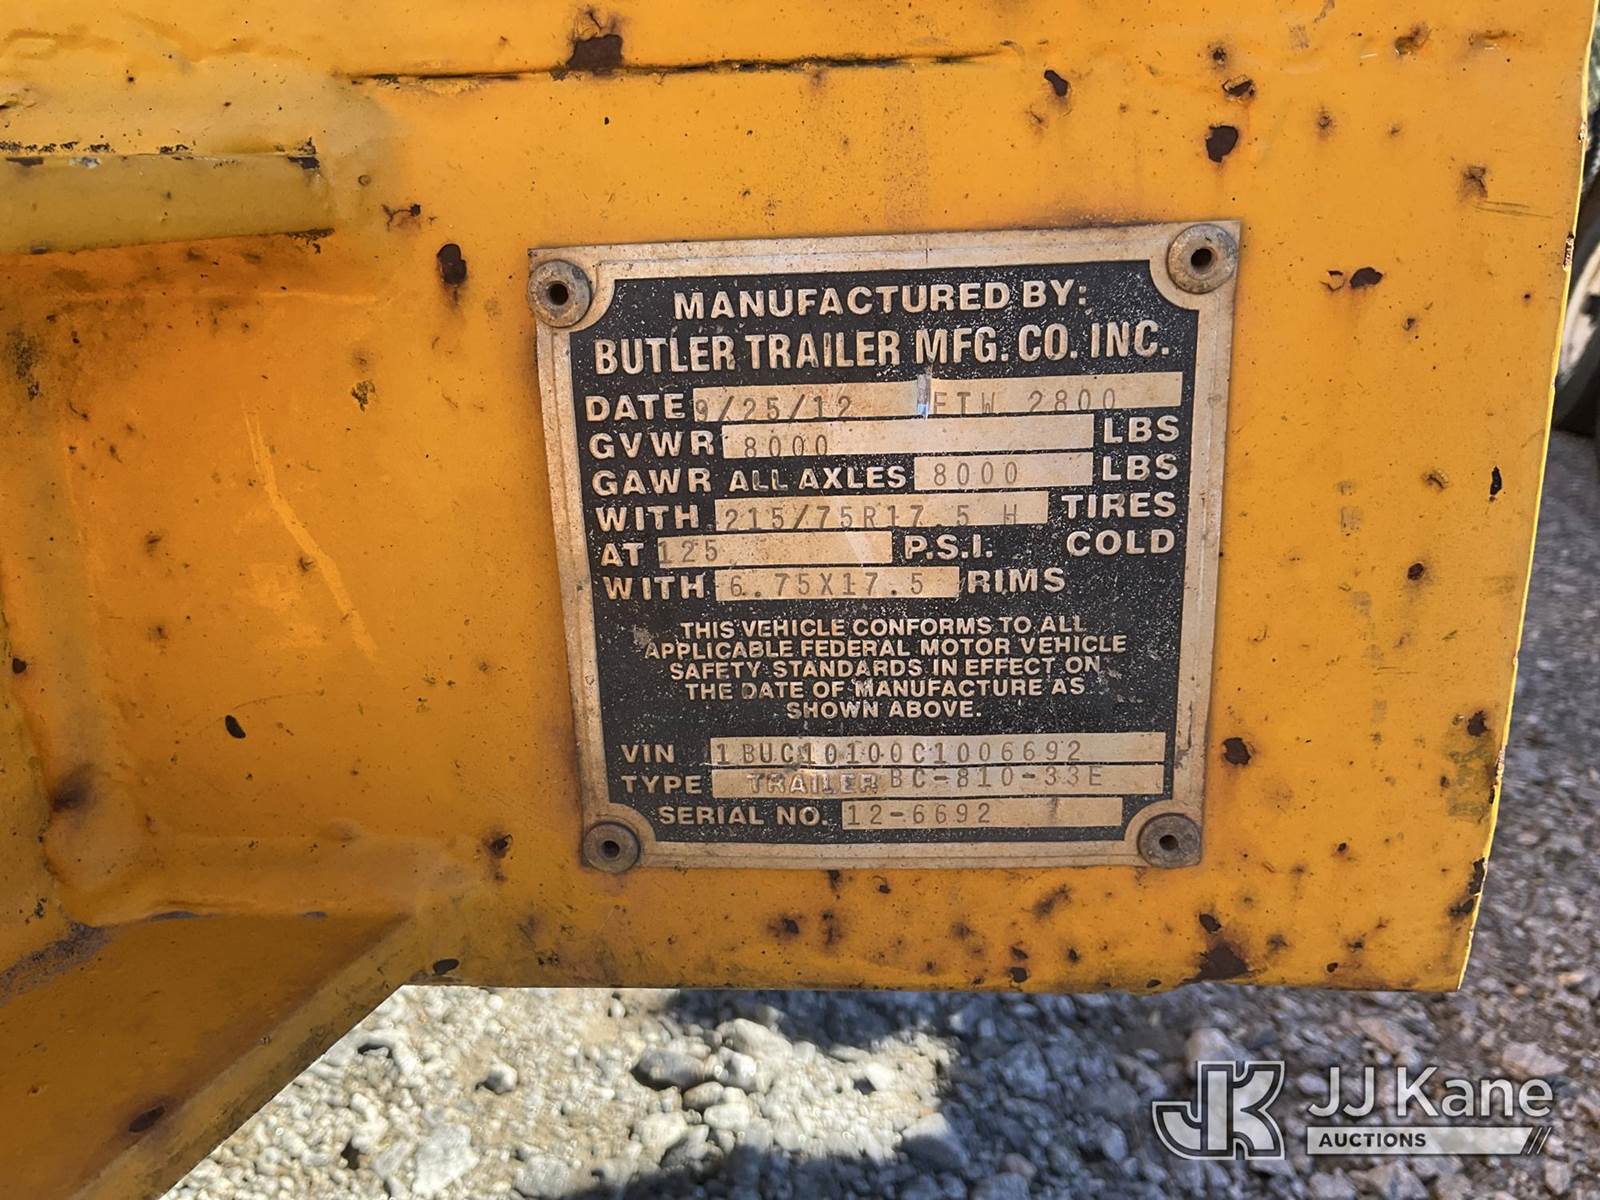 MANUFACTURED BY:
BUTLER TRAILER MFG. CO. INC.
DATE 9/25/12 ETW 2800
GVWR 8000 LBS
GAWR ALL AXLES 8000 LBS
WITH 215/75R17.5 H TIRES
AT 125 P.S.I. COLD
WITH 6.75X17.5 RIMS
THIS VEHICLE CONFORMS TO ALL
APPLICABLE FEDERAL MOTOR VEHICLE
SAFETY STANDARDS IN EFFECT ON
THE DATE OF MANUFACTURE AS
SHOWN ABOVE.
VIN 1BUC10100C1006692
TYPE TRAILER BC-810-33E
SERIAL NO. 12-6692
JK JJ Kane
AUCTIONS